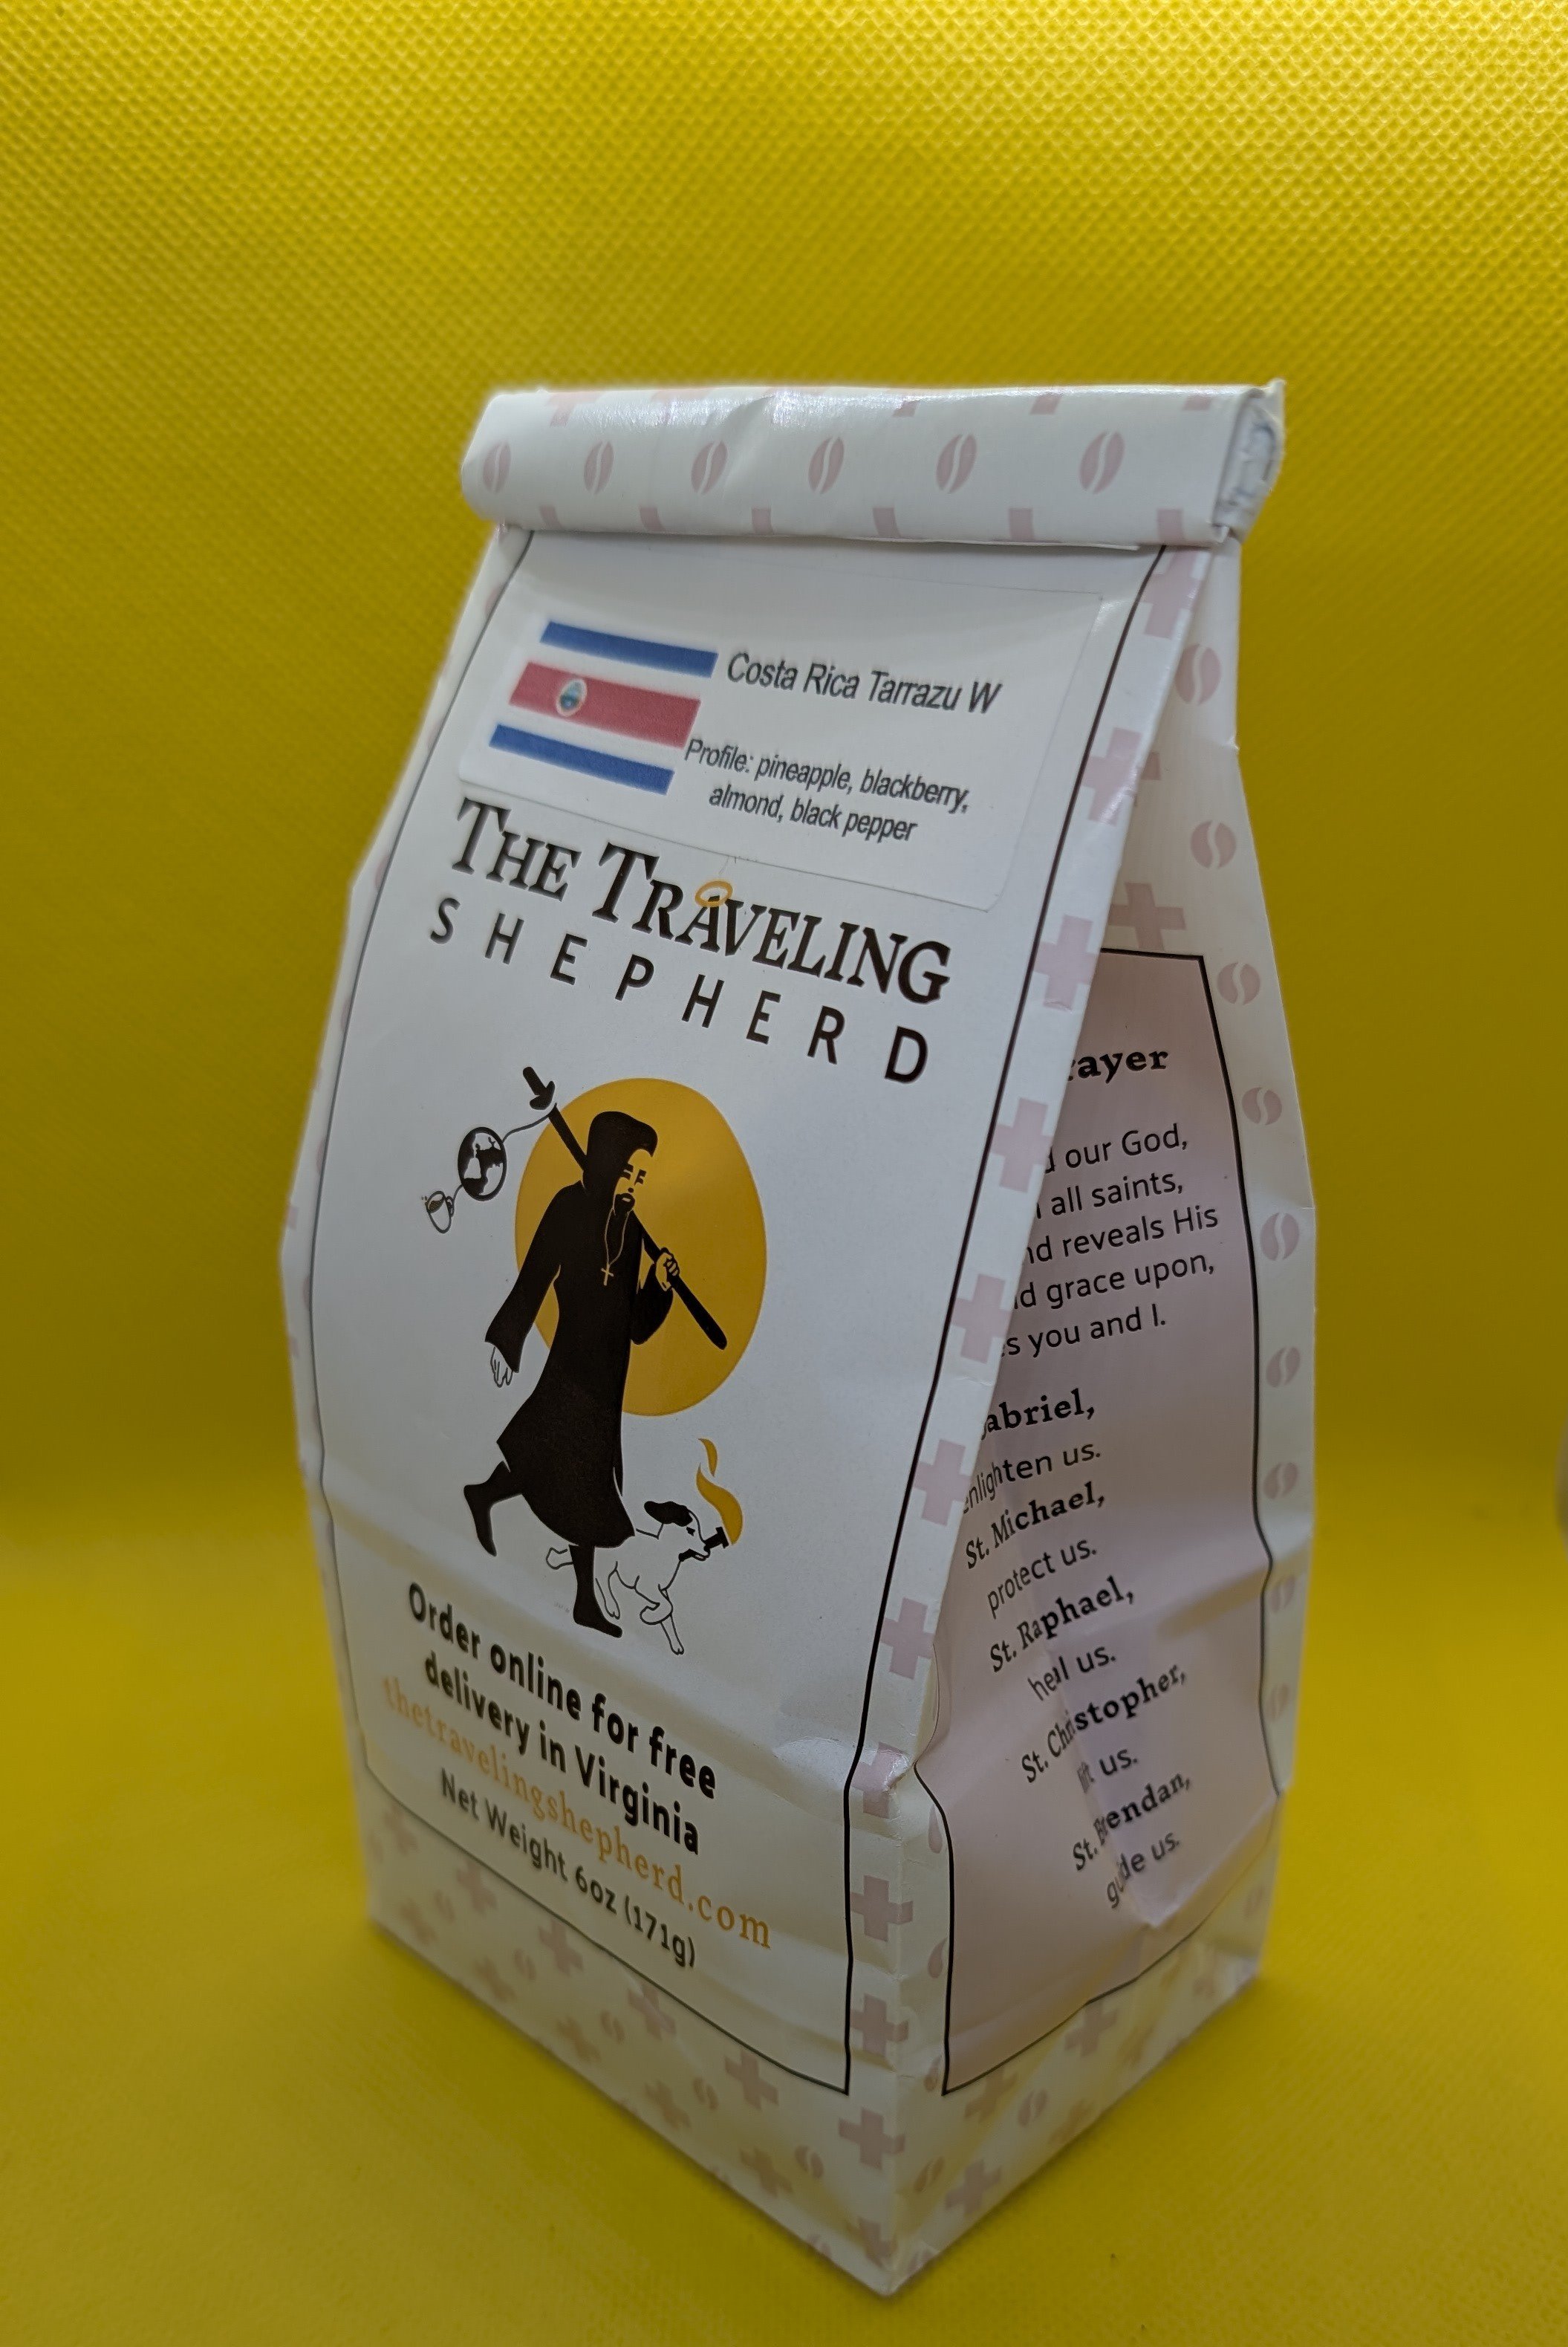 Costa Rica Tarrazu W
Profile: pineapple, blackberry,
almond, black pepper
THE TRAVELING
SHEPHERD
Order online for free
delivery in Virginia
thetravelingshepherd.com
Net Weight 6oz (171g)
rayer
our God,
all saints,
nd reveals His
d grace upon,
s you and I.
abriel,
enlighten us.
St. Michael,
protect us.
St. Raphael,
heal us.
St. Christopher,
lift us.
St. Brendan,
guide us.